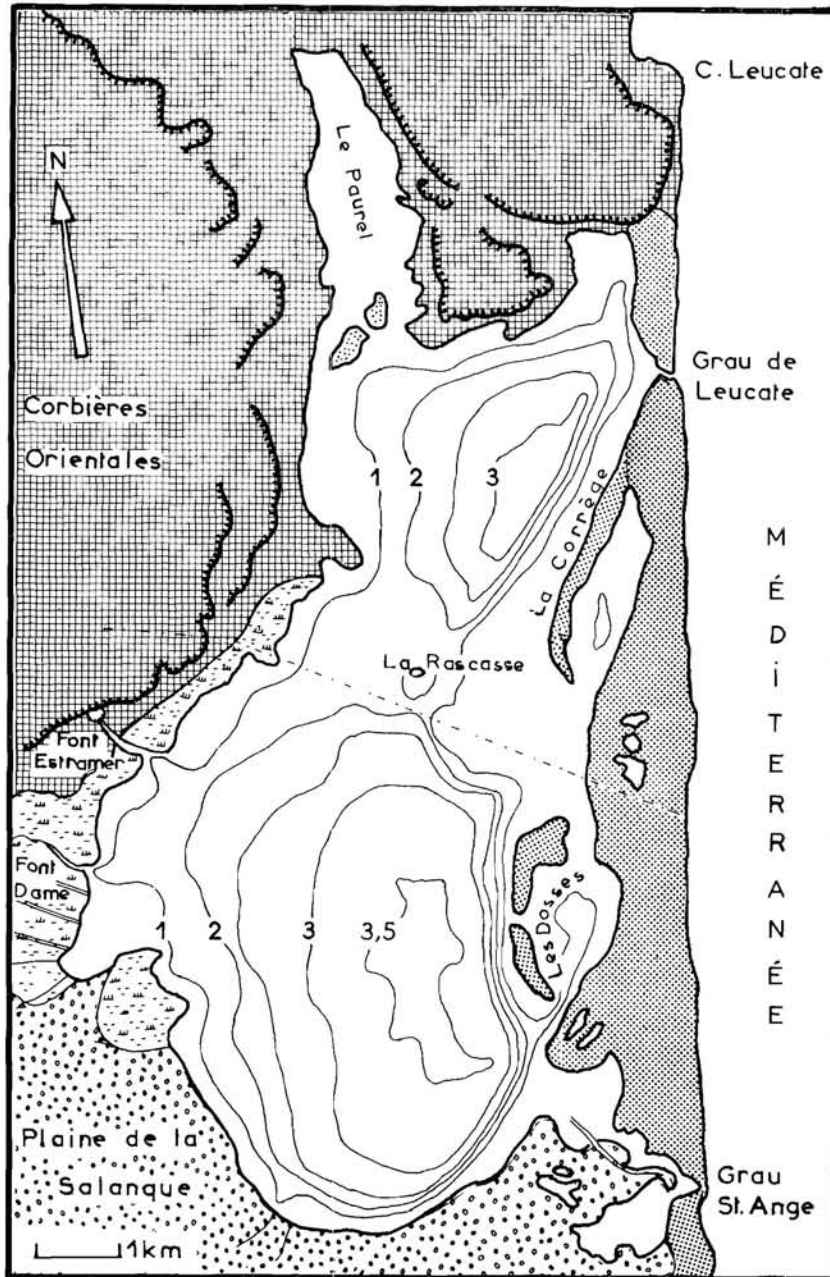 C. Leucate
N
Le Paurel
Grau de
Leucate
Corbières
Orientales
1 2 3
La Corrège
MÉDITERRANÉE
La Rascasse
Font
Estramer
Font
Dame
1 2 3 3,5
Les Dosses
Plaine de la
Salanque
Grau
St. Ange
1km